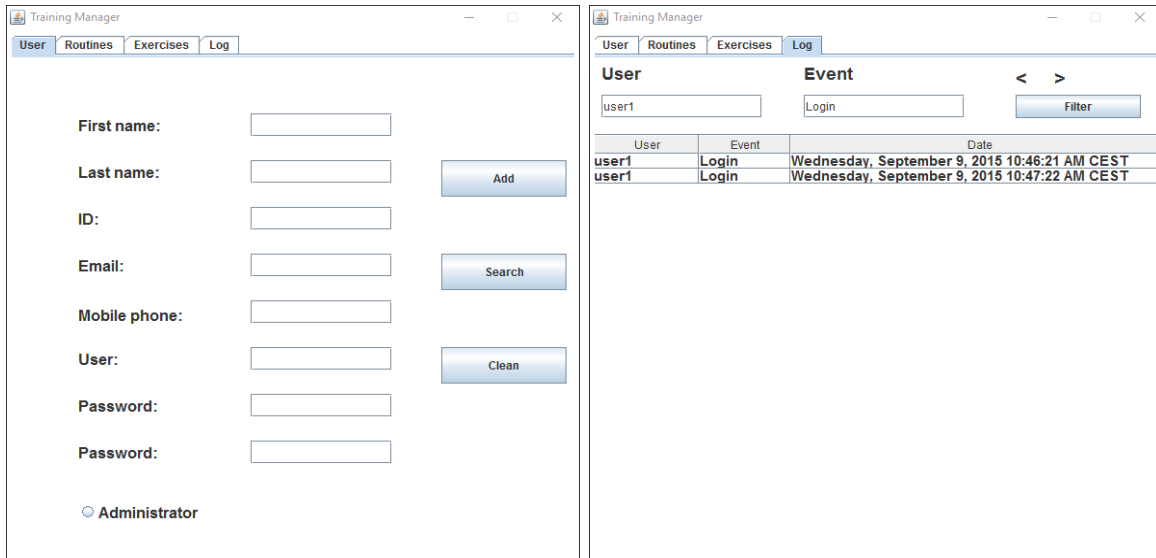 Training Manager
User Routines Exercises Log
First name:
Last name:
Add
ID:
Email:
Search
Mobile phone:
User:
Clean
Password:
Password:
Administrator
Training Manager
User Routines Exercises Log
User Event < >
user1 Login Filter
User Event Date
user1 Login Wednesday, September 9, 2015 10:46:21 AM CEST
user1 Login Wednesday, September 9, 2015 10:47:22 AM CEST